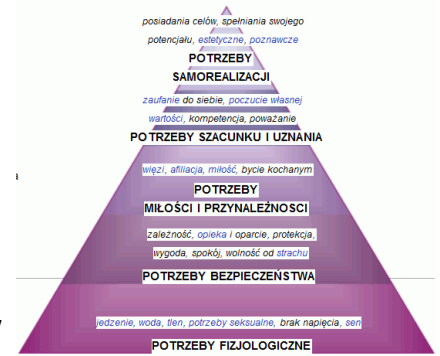 posiadania celów, spełniania swojego
potencjału, estetyczne, poznawcze
POTRZEBY
SAMOREALIZACJI
zaufanie do siebie, poczucie własnej
wartości, kompetencja, poważanie
POTRZEBY SZACUNKU I UZNANIA
więzi, afiliacja, miłość, bycie kochanym
POTRZEBY
MIŁOŚCI I PRZYNALEŻNOŚCI
zależność, opieka i oparcie, protekcja,
wygoda, spokój, wolność od strachu
POTRZEBY BEZPIECZEŃSTWA
jedzenie, woda, tlen, potrzeby seksualne, brak napięcia, sen
POTRZEBY FIZJOLOGICZNE